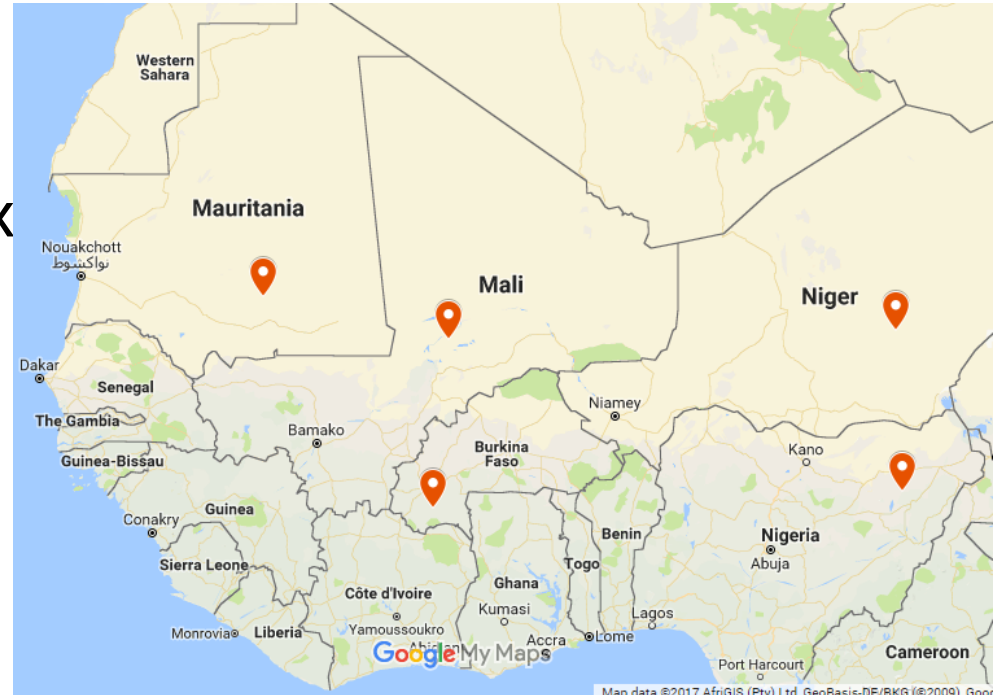 Western
Sahara
x
Mauritania
Nouakchott
نواكشوط
Mali
Niger
Dakar
Senegal
Niamey
The Gambia
Bamako
Burkina
Faso
Kano
Guinea-Bissau
Guinea
Conakry
Nigeria
Benin
Abuja
Sierra Leone
Togo
Ghana
Côte d'Ivoire
Kumasi
Lagos
Monrovia
Liberia
Yamoussoukro
Accra
Lome
Abidjan
Google My Maps
Cameroon
Port Harcourt
Map data ©2017 AfriGIS (Pty) Ltd, GeoBasis-DE/BKG (©2009), Goo